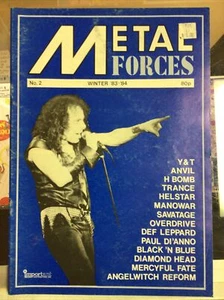 METAL
FORCES
No. 2
WINTER '83 '84
80p
Y&T
ANVIL
H BOMB
TRANCE
HELSTAR
MANOWAR
SAVATAGE
OVERDRIVE
DEF LEPPARD
PAUL DI'ANNO
BLACK 'N BLUE
DIAMOND HEAD
MERCYFUL FATE
ANGELWITCH REFORM